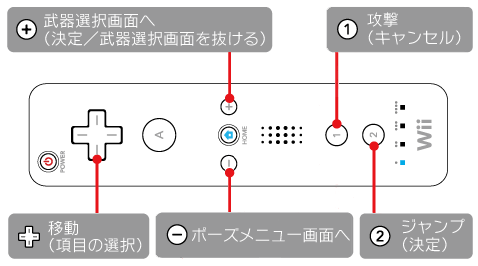 + 武器選択画面へ
（決定／武器選択画面を抜ける）
1 攻撃
（キャンセル）
POWER
A
+
HOME
−
1
2
Wii
移動
（項目の選択）
− ポーズメニュー画面へ
2 ジャンプ
（決定）